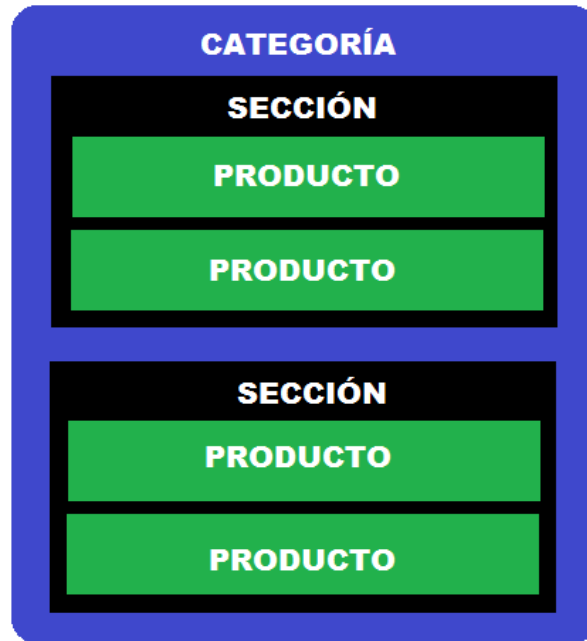 CATEGORÍA
SECCIÓN
PRODUCTO
PRODUCTO
SECCIÓN
PRODUCTO
PRODUCTO